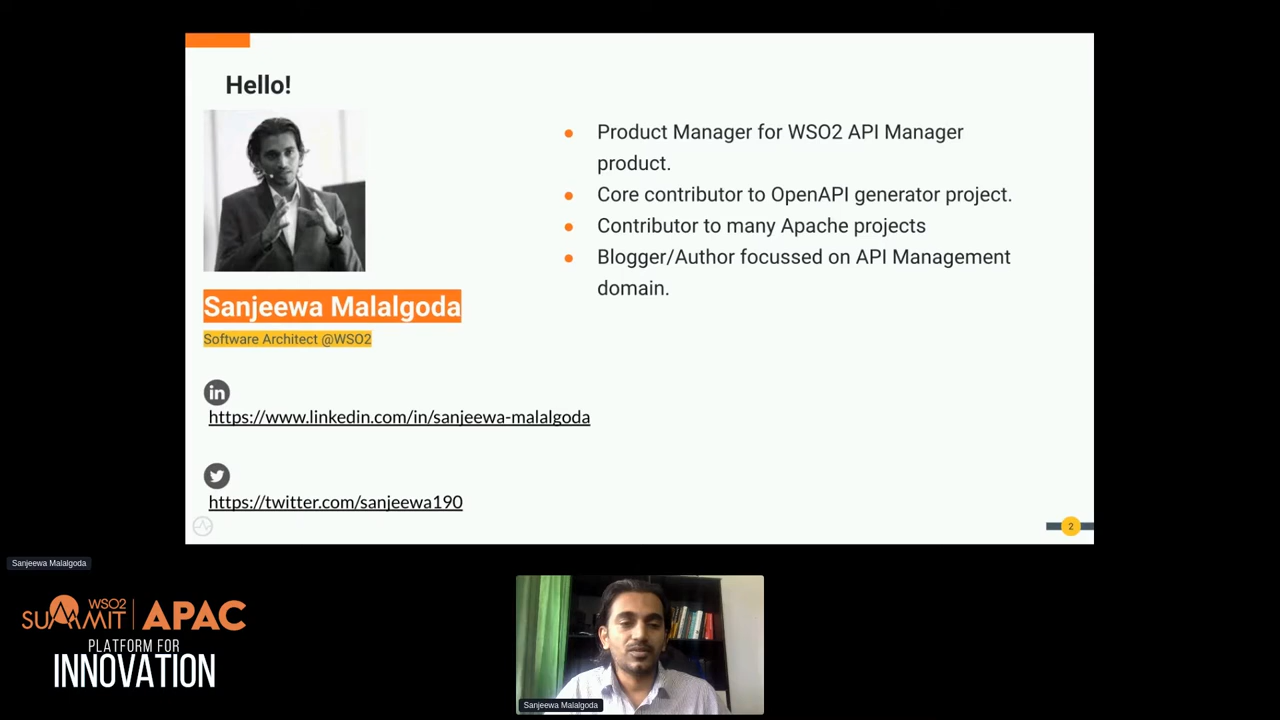 Hello!
Product Manager for WSO2 API Manager
product.
Core contributor to OpenAPI generator project.
Contributor to many Apache projects
Blogger/Author focussed on API Management
domain.
Sanjeewa Malalgoda
Software Architect @WSO2
in
https://www.linkedin.com/in/sanjeewa-malalgoda
https://twitter.com/sanjeewa190
2
Sanjeewa Malalgoda
WSO2
SUMMIT APAC
PLATFORM FOR
INNOVATION
Sanjeewa Malalgoda